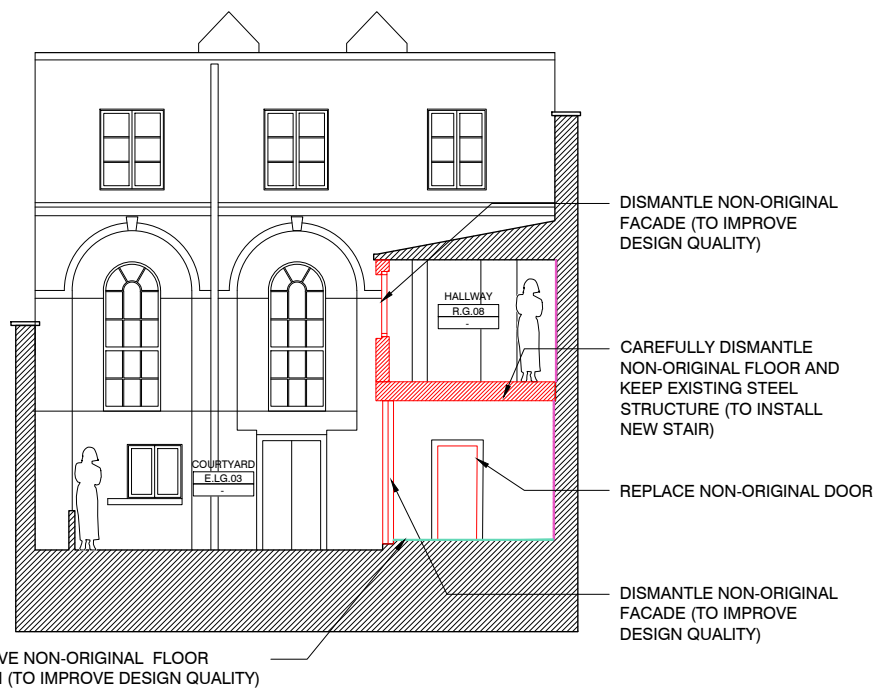 DISMANTLE NON-ORIGINAL
FACADE (TO IMPROVE
DESIGN QUALITY)
HALLWAY
R.G.08
-
CAREFULLY DISMANTLE
NON-ORIGINAL FLOOR AND
KEEP EXISTING STEEL
STRUCTURE (TO INSTALL
NEW STAIR)
COURTYARD
E.LG.03
-
REPLACE NON-ORIGINAL DOOR
DISMANTLE NON-ORIGINAL
FACADE (TO IMPROVE
DESIGN QUALITY)
NON-ORIGINAL FLOOR
(TO IMPROVE DESIGN QUALITY)